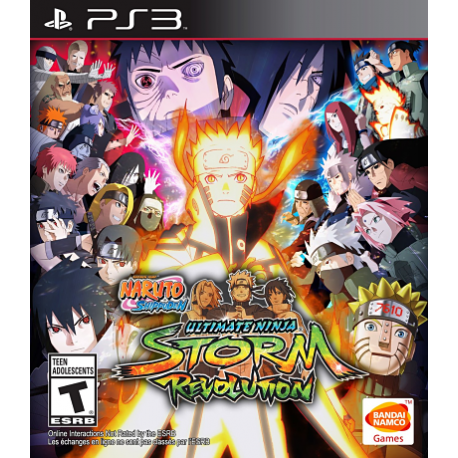 PS3
NARUTO
SHIPPUDEN
ULTIMATE NINJA
STORM
REVOLUTION
TEEN
ADOLESCENTS
T
ESRB
Online Interactions Not Rated by the ESRB
Les échanges en ligne ne sont pas classés par l'ESRB
BANDAI
NAMCO
Games